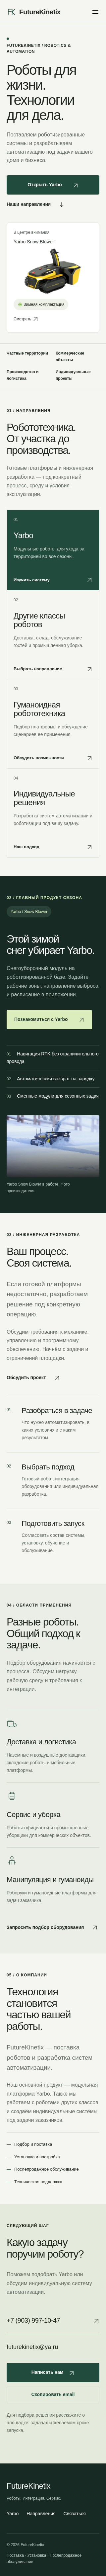 FK FutureKinetix
FUTUREKINETIX / ROBOTICS &
AUTOMATION
Роботы для
жизни.
Технологии
для дела.
Поставляем роботизированные
системы и разрабатываем
автоматизацию под задачи вашего
дома и бизнеса.
Открыть Yarbo
Наши направления
В центре внимания
Yarbo Snow Blower
Зимняя комплектация
Смотреть
Частные территории
Коммерческие
объекты
Производство и
логистика
Индивидуальные
проекты
01 / НАПРАВЛЕНИЯ
Робототехника.
От участка до
производства.
Готовые платформы и инженерная
разработка — под конкретный
процесс, среду и условия
эксплуатации.
01
Yarbo
Модульные роботы для ухода за
территорией во все сезоны.
Изучить систему
02
Другие классы
роботов
Доставка, склад, обслуживание
гостей и промышленная уборка.
Выбрать направление
03
Гуманоидная
робототехника
Подбор платформы и обсуждение
сценариев её применения.
Обсудить возможности
04
Индивидуальные
решения
Разработка систем автоматизации и
роботизации под вашу задачу.
Наш подход
02 / ГЛАВНЫЙ ПРОДУКТ СЕЗОНА
Yarbo / Snow Blower
Этой зимой
снег убирает Yarbo.
Снегоуборочный модуль на
роботизированной базе. Задайте
рабочие зоны, направление выброса
и расписание в приложении.
Познакомиться с Yarbo
01 Навигация RTK без ограничительного
провода
02 Автоматический возврат на зарядку
03 Сменные модули для сезонных задач
Yarbo Snow Blower в работе. Фото:
производителя.
03 / ИНЖЕНЕРНАЯ РАЗРАБОТКА
Ваш процесс.
Своя система.
Если готовой платформы
недостаточно, разработаем
решение под конкретную
операцию.
Обсудим требования к механике,
управлению и программному
обеспечению. Начнём с задачи и
ограничений площадки.
Обсудить проект
01 Разобраться в задаче
Что нужно автоматизировать, в
каких условиях и с каким
результатом.
02 Выбрать подход
Готовый робот, интеграция
оборудования или индивидуальная
разработка.
03 Подготовить запуск
Согласовать состав системы,
установку, обучение и
обслуживание.
04 / ОБЛАСТИ ПРИМЕНЕНИЯ
Разные роботы.
Общий подход к
задаче.
Подбор оборудования начинается с
процесса. Обсудим нагрузку,
рабочую среду и требования к
интеграции.
Доставка и логистика
Наземные и воздушные доставщики,
складские роботы и мобильные
платформы.
Сервис и уборка
Роботы-официанты и промышленные
уборщики для коммерческих объектов.
Манипуляция и гуманоиды
Роборуки и гуманоидные платформы для
задач заказчика.
Запросить подбор оборудования
05 / О КОМПАНИИ
Технология
становится
частью вашей
работы.
FutureKinetix — поставка
роботов и разработка систем
автоматизации.
Наш основной продукт — модульная
платформа Yarbo. Также мы
работаем с роботами других классов
и создаём индивидуальные системы
под задачи заказчиков.
— Подбор и поставка
— Установка и настройка
— Послепродажное обслуживание
— Техническая поддержка
СЛЕДУЮЩИЙ ШАГ
Какую задачу
поручим роботу?
Поможем подобрать Yarbo или
обсудим индивидуальную систему
автоматизации.
+7 (903) 997-10-47
futurekinetix@ya.ru
Написать нам
Скопировать email
Для подбора решения расскажите о
площадке, задачах и желаемом сроке
запуска.
FutureKinetix
Роботы. Интеграция. Сервис.
Yarbo Направления Связаться
© 2026 FutureKinetix
Поставка · Установка · Послепродажное
обслуживание